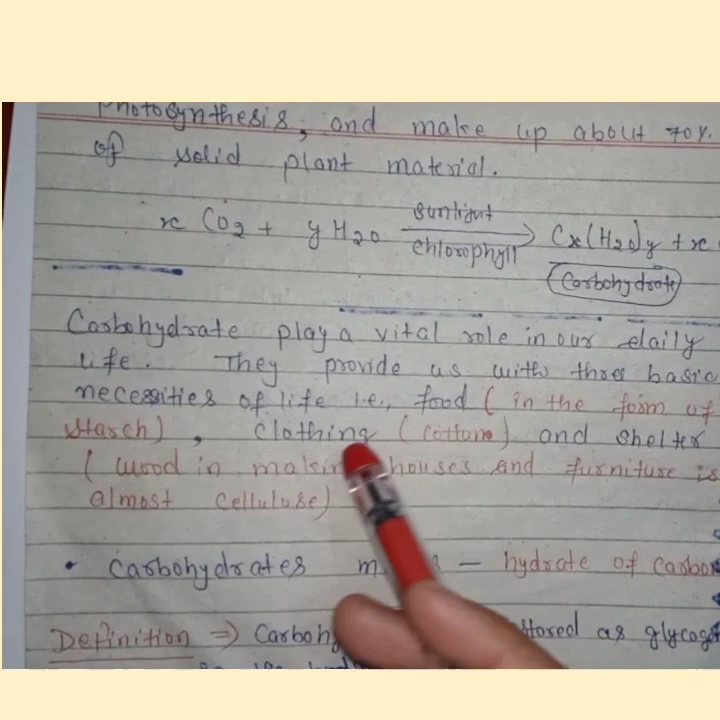 Photosynthesis, and make up about 70%
of solid plant material.
x CO2 + y H2O sunlight chlorophyll Cx(H2O)y + x
Carbohydrate
Carbohydrate play a vital role in our daily
life. They provide us with three basic
necessities of life i.e., food (in the form of
starch), clothing (cotton) and shelter
(wood in making houses and furniture is
almost cellulose)
• Carbohydrates — hydrate of carbon
Definition ⇒ stored as